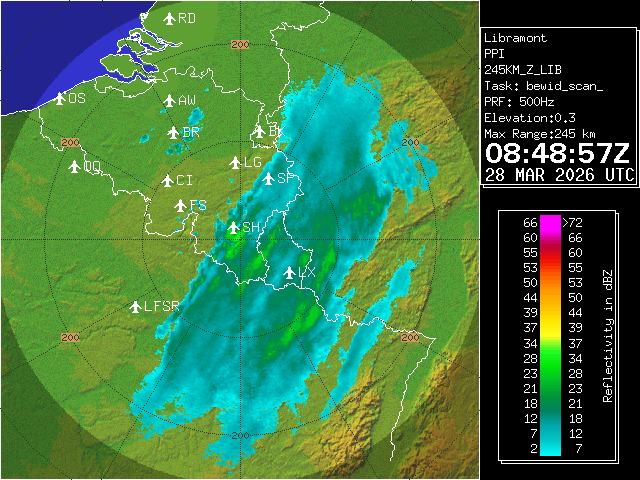 RD
200
OS
AW
200
BR
BK
QQ
LG
CI
SP
FS
SH
LX
LFSR
200
200
200
Libramont
PPI
245KM_Z_LIB
Task: bewid_scan_
PRF: 500Hz
Elevation:0.3
Max Range:245 km
08:48:57Z
28 MAR 2026 UTC
66 >72
60 66
55 60
53 55
50 53
44 50
39 44
37 39
34 37
28 34
23 28
21 23
18 21
12 18
7 12
2 7
Reflectivity in dBZ